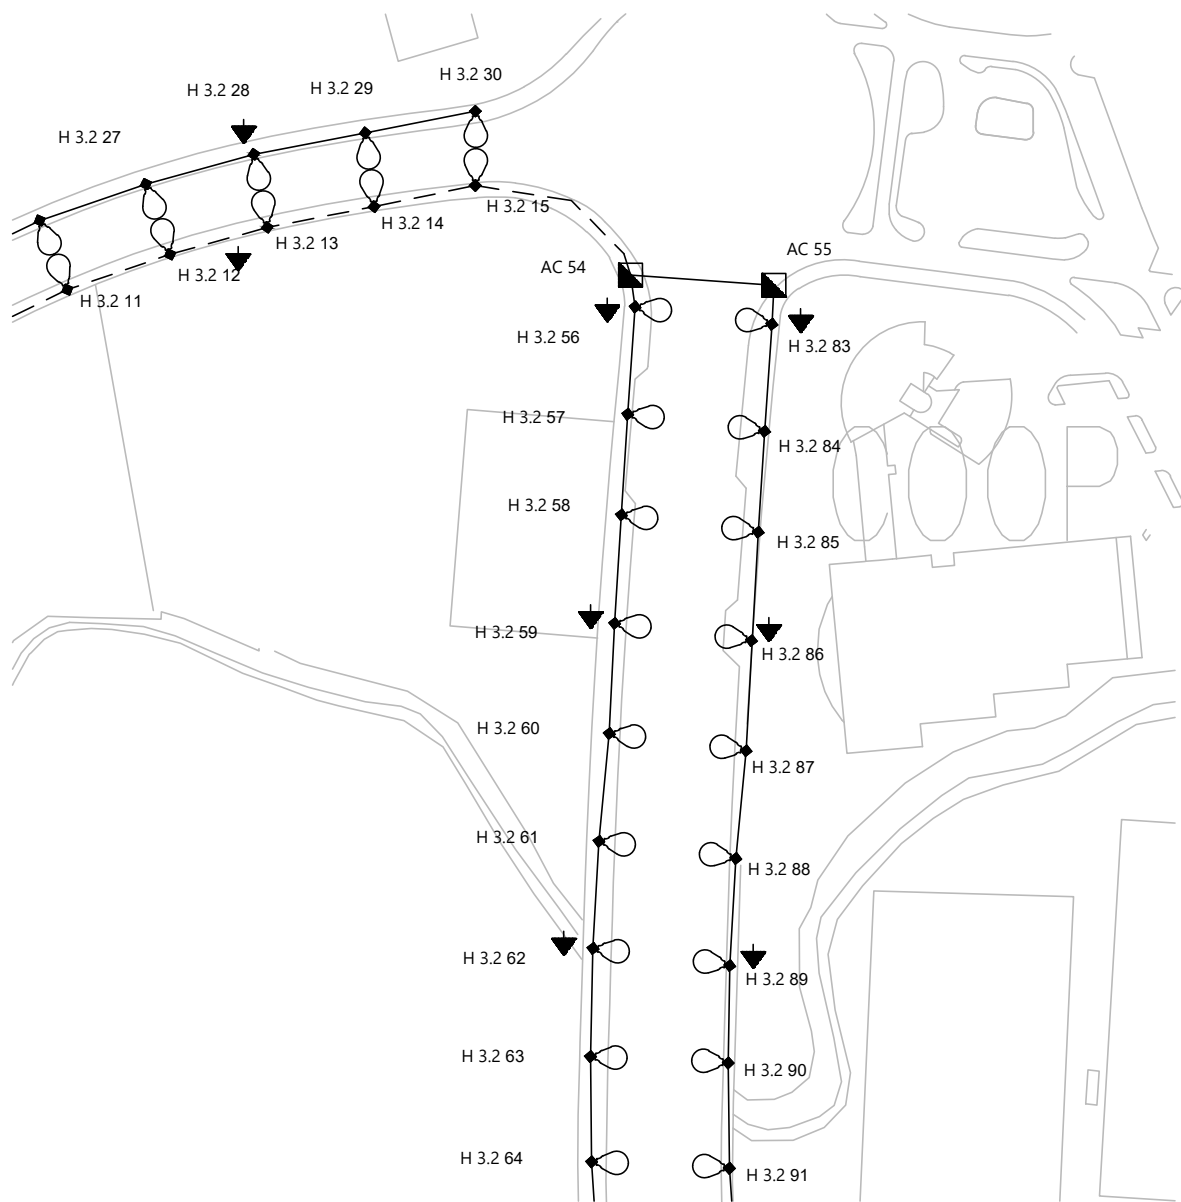 H 3.2 30
H 3.2 28
H 3.2 29
H 3.2 27
H 3.2 15
H 3.2 14
H 3.2 13
H 3.2 12
H 3.2 11
AC 54
AC 55
H 3.2 56
H 3.2 83
H 3.2 57
H 3.2 84
H 3.2 58
H 3.2 85
H 3.2 59
H 3.2 86
H 3.2 60
H 3.2 87
H 3.2 61
H 3.2 88
H 3.2 62
H 3.2 89
H 3.2 63
H 3.2 90
H 3.2 64
H 3.2 91